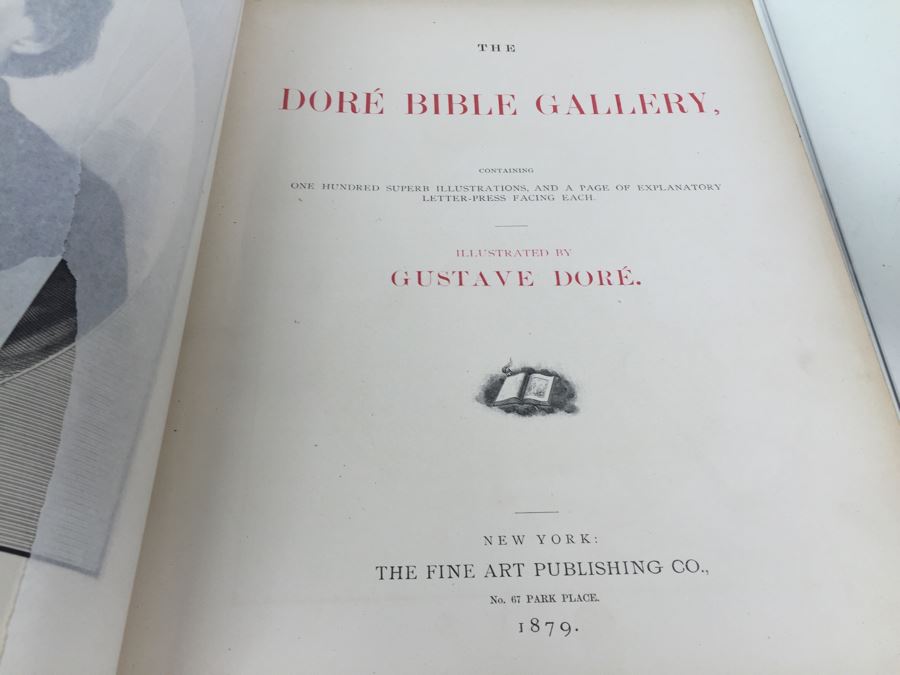 THE
DORÉ BIBLE GALLERY,
CONTAINING
ONE HUNDRED SUPERB ILLUSTRATIONS, AND A PAGE OF EXPLANATORY
LETTER-PRESS FACING EACH.
ILLUSTRATED BY
GUSTAVE DORÉ.
NEW YORK:
THE FINE ART PUBLISHING CO.,
No. 67 PARK PLACE.
1879.